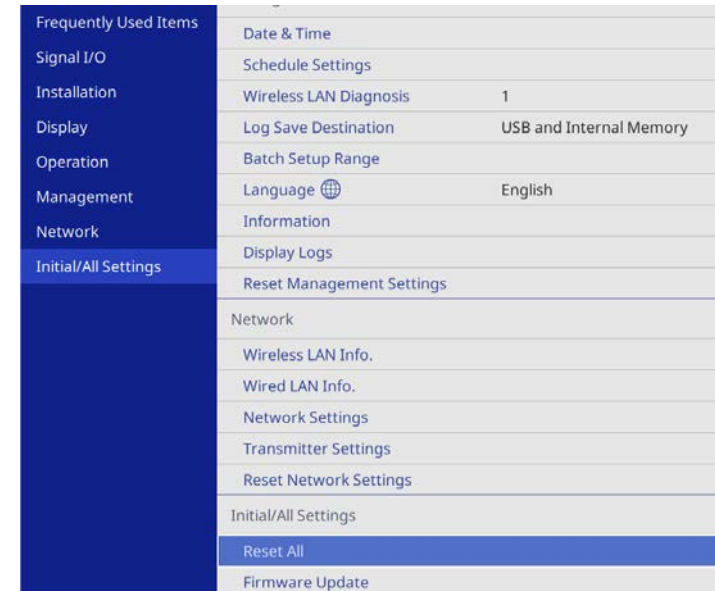 Frequently Used Items
Signal I/O
Installation
Display
Operation
Management
Network
Initial/All Settings
Date & Time
Schedule Settings
Wireless LAN Diagnosis 1
Log Save Destination USB and Internal Memory
Batch Setup Range
Language English
Information
Display Logs
Reset Management Settings
Network
Wireless LAN Info.
Wired LAN Info.
Network Settings
Transmitter Settings
Reset Network Settings
Initial/All Settings
Reset All
Firmware Update